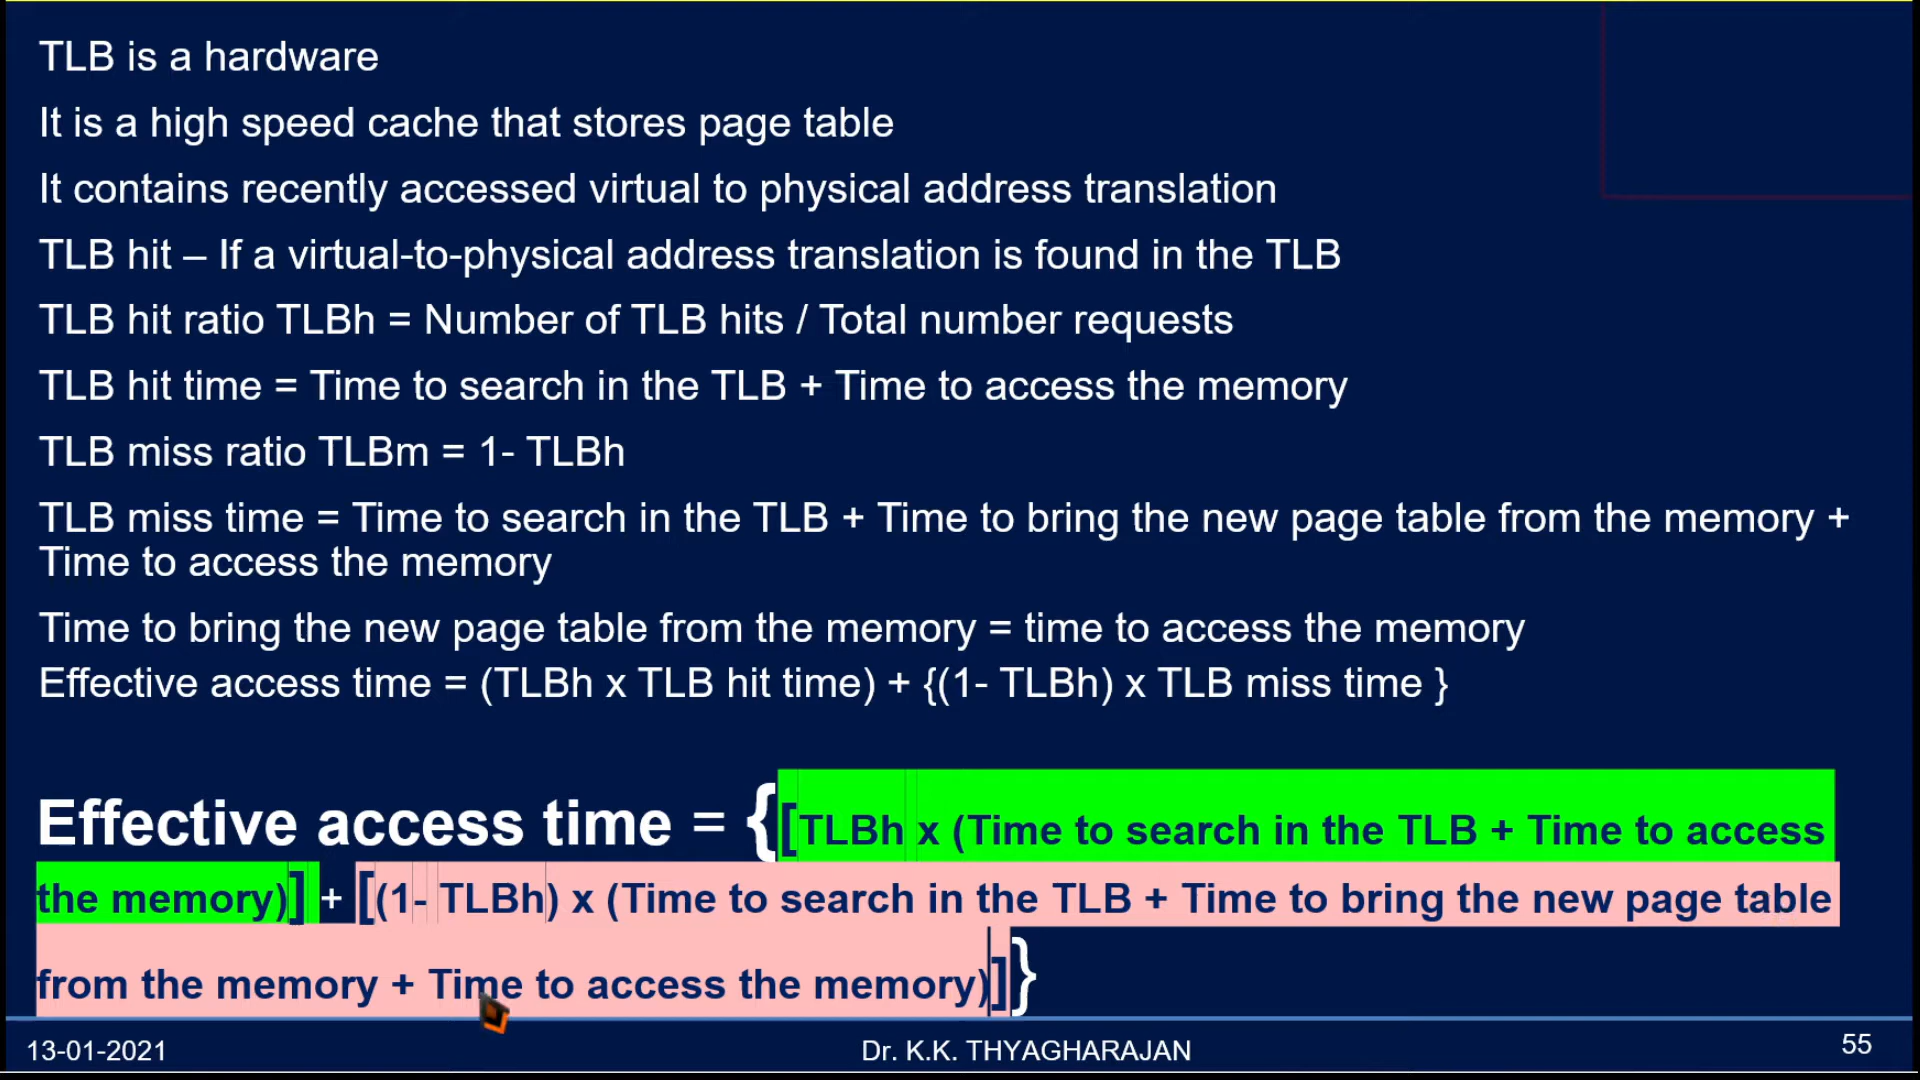 TLB is a hardware
It is a high speed cache that stores page table
It contains recently accessed virtual to physical address translation
TLB hit – If a virtual-to-physical address translation is found in the TLB
TLB hit ratio TLBh = Number of TLB hits / Total number requests
TLB hit time = Time to search in the TLB + Time to access the memory
TLB miss ratio TLBm = 1- TLBh
TLB miss time = Time to search in the TLB + Time to bring the new page table from the memory +
Time to access the memory
Time to bring the new page table from the memory = time to access the memory
Effective access time = (TLBh x TLB hit time) + {(1- TLBh) x TLB miss time }
Effective access time = {[TLBh x (Time to search in the TLB + Time to access
the memory)] + [(1- TLBh) x (Time to search in the TLB + Time to bring the new page table
from the memory + Time to access the memory)]}
13-01-2021
Dr. K.K. THYAGHARAJAN
55